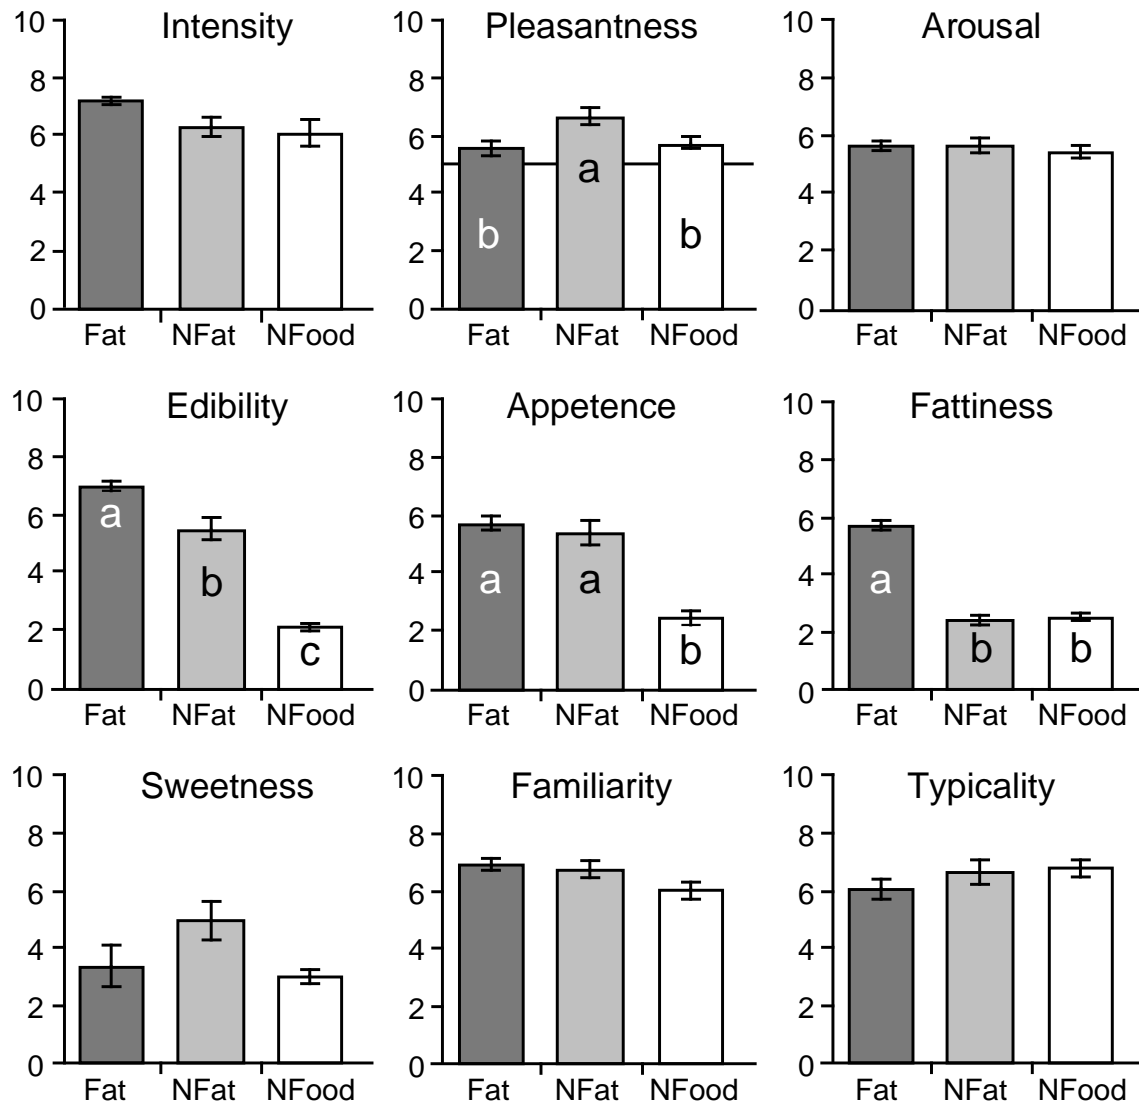 Intensity
10
8
6
4
2
0
Fat NFat NFood
Pleasantness
10
8
6
4
2
0
b a b
Fat NFat NFood
Arousal
10
8
6
4
2
0
Fat NFat NFood
Edibility
10
8
6
4
2
0
a
b
c
Fat NFat NFood
Appetence
10
8
6
4
2
0
a a b
Fat NFat NFood
Fattiness
10
8
6
4
2
0
a b b
Fat NFat NFood
Sweetness
10
8
6
4
2
0
Fat NFat NFood
Familiarity
10
8
6
4
2
0
Fat NFat NFood
Typicality
10
8
6
4
2
0
Fat NFat NFood